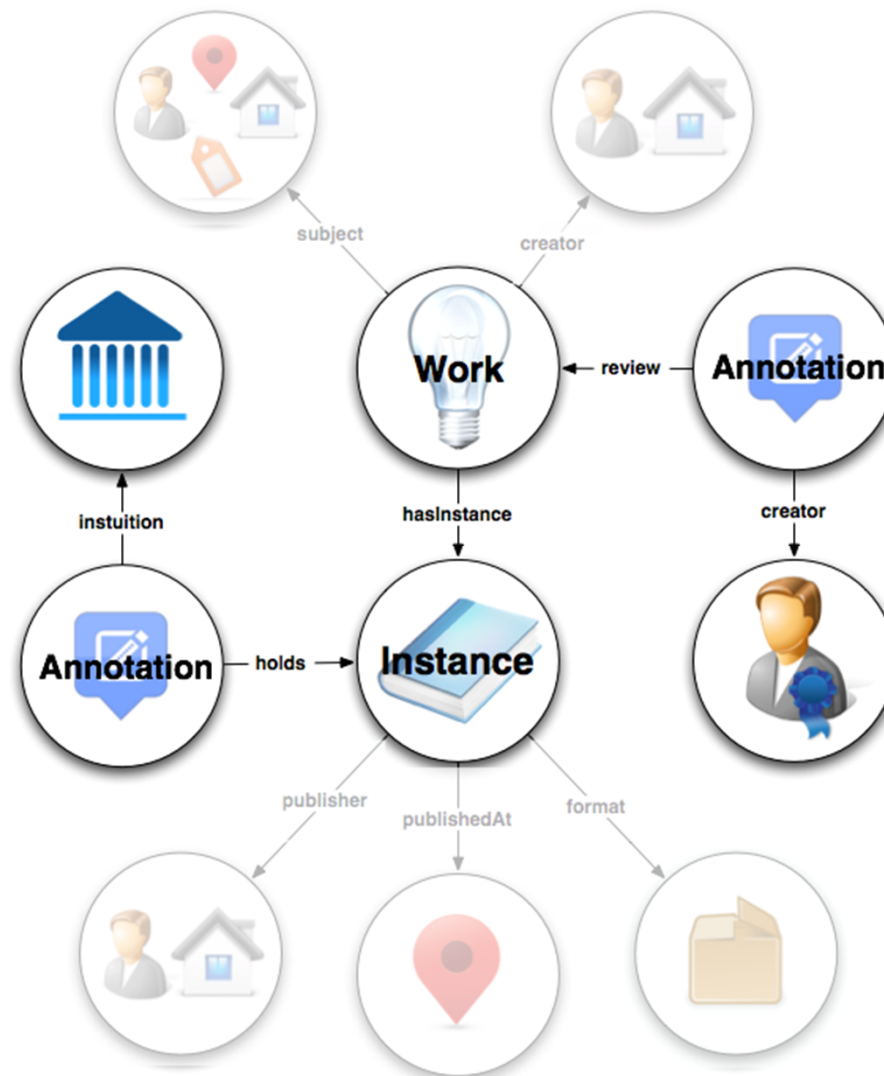 subject
creator
Work
review
Annotation
instuition
hasInstance
creator
Annotation
holds
Instance
publisher
publishedAt
format